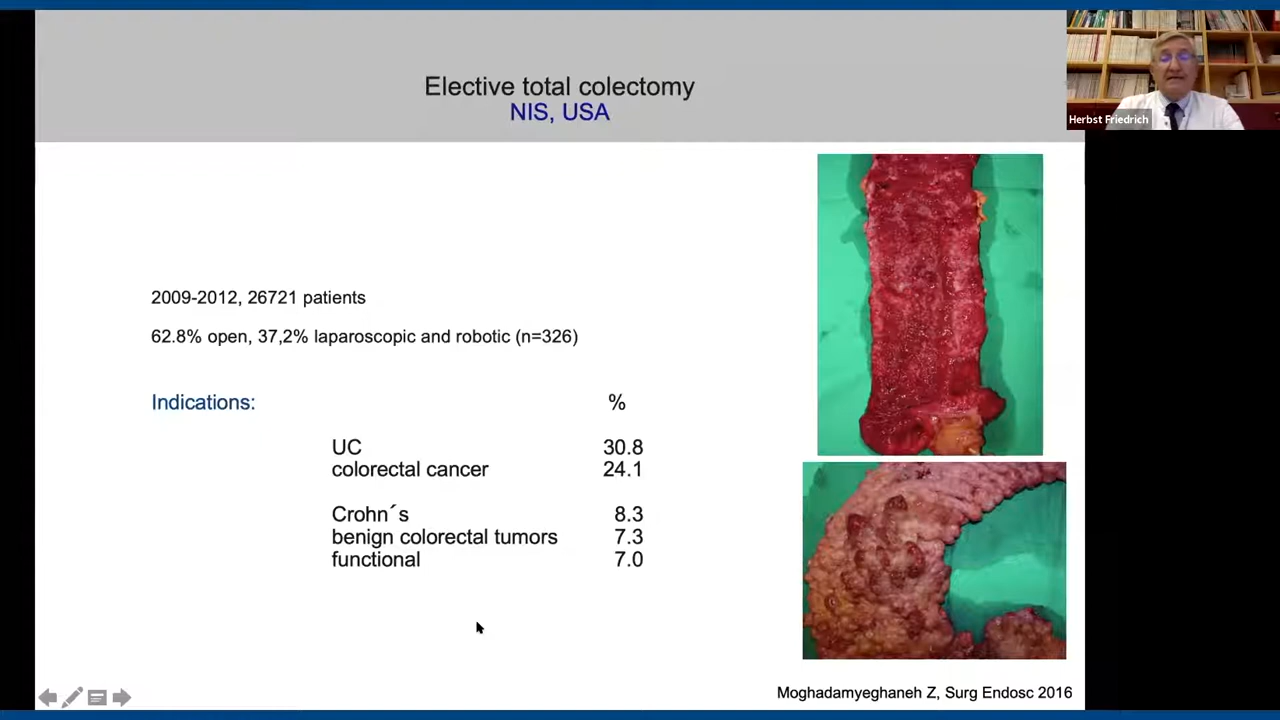 Elective total colectomy
NIS, USA
Herbst Friedrich
2009-2012, 26721 patients
62.8% open, 37,2% laparoscopic and robotic (n=326)
Indications: %
UC 30.8
colorectal cancer 24.1
Crohn´s 8.3
benign colorectal tumors 7.3
functional 7.0
Moghadamyeghaneh Z, Surg Endosc 2016